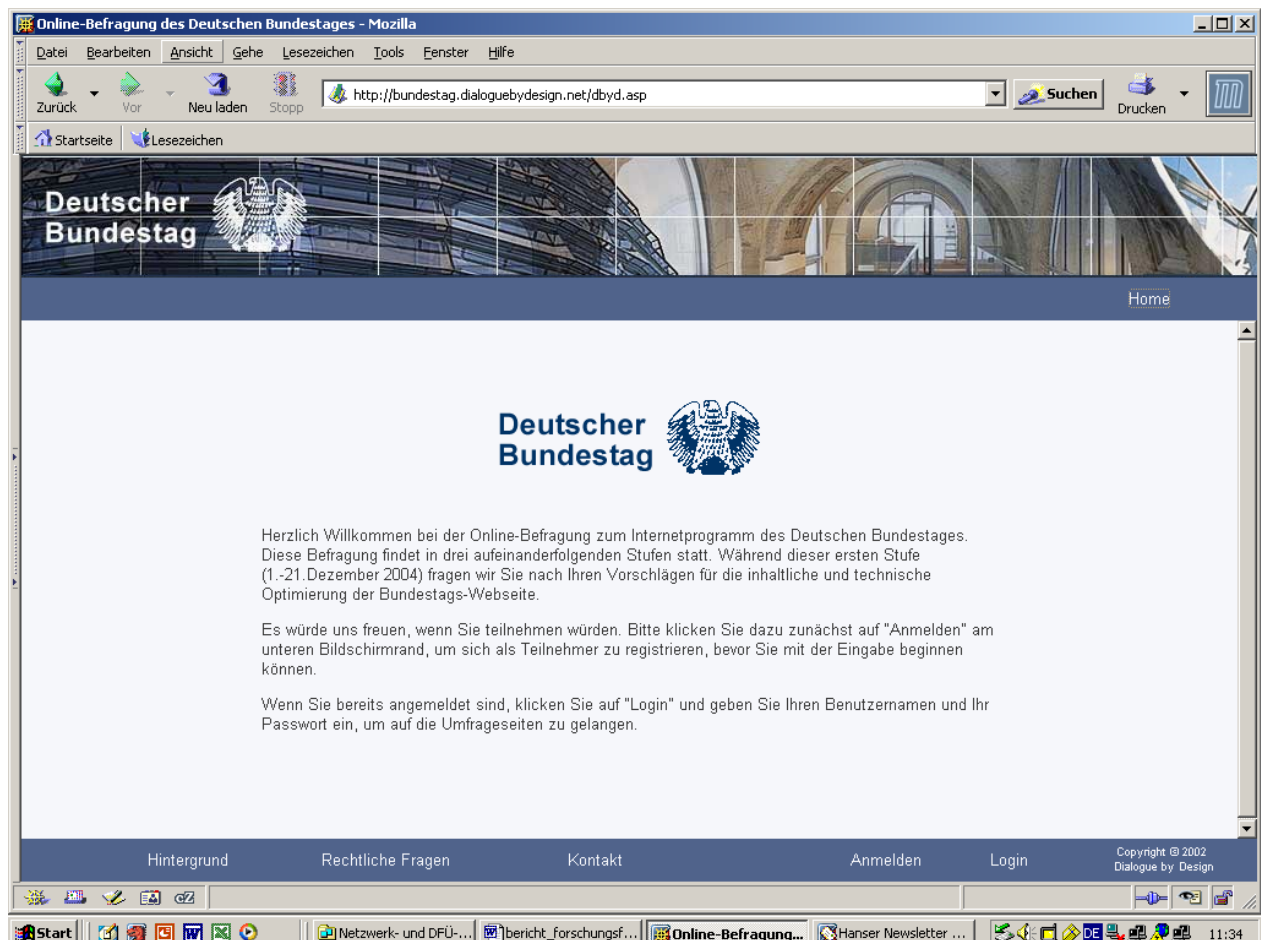 Online-Befragung des Deutschen Bundestages - Mozilla
Datei Bearbeiten Ansicht Gehe Lesezeichen Tools Fenster Hilfe
Zurück Vor Neu laden Stopp http://bundestag.dialoguebydesign.net/dbyd.asp Suchen Drucken
Startseite Lesezeichen
Deutscher
Bundestag
Home
Deutscher
Bundestag
Herzlich Willkommen bei der Online-Befragung zum Internetprogramm des Deutschen Bundestages.
Diese Befragung findet in drei aufeinanderfolgenden Stufen statt. Während dieser ersten Stufe
(1.-21.Dezember 2004) fragen wir Sie nach Ihren Vorschlägen für die inhaltliche und technische
Optimierung der Bundestags-Webseite.
Es würde uns freuen, wenn Sie teilnehmen würden. Bitte klicken Sie dazu zunächst auf "Anmelden" am
unteren Bildschirmrand, um sich als Teilnehmer zu registrieren, bevor Sie mit der Eingabe beginnen
können.
Wenn Sie bereits angemeldet sind, klicken Sie auf "Login" und geben Sie Ihren Benutzernamen und Ihr
Passwort ein, um auf die Umfrageseiten zu gelangen.
Hintergrund Rechtliche Fragen Kontakt Anmelden Login
Copyright © 2002
Dialogue by Design
Start Netzwerk- und DFÜ-... bericht_forschungsf... Online-Befragung... Hanser Newsletter ... DE 11:34